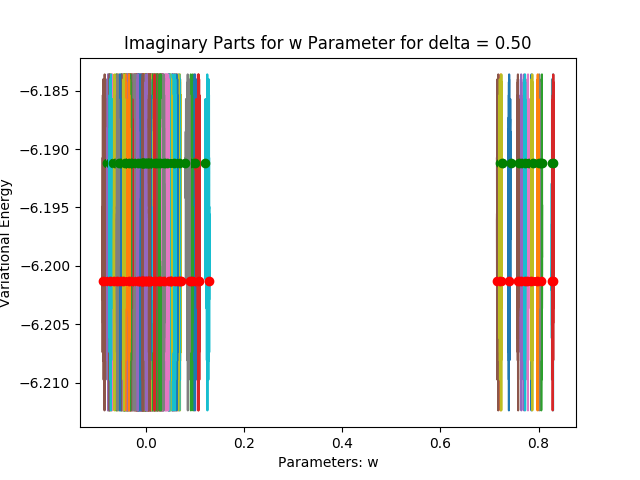 Imaginary Parts for w Parameter for delta = 0.50
−6.185
−6.190
−6.195
−6.200
−6.205
−6.210
Variational Energy
0.0 0.2 0.4 0.6 0.8
Parameters: w